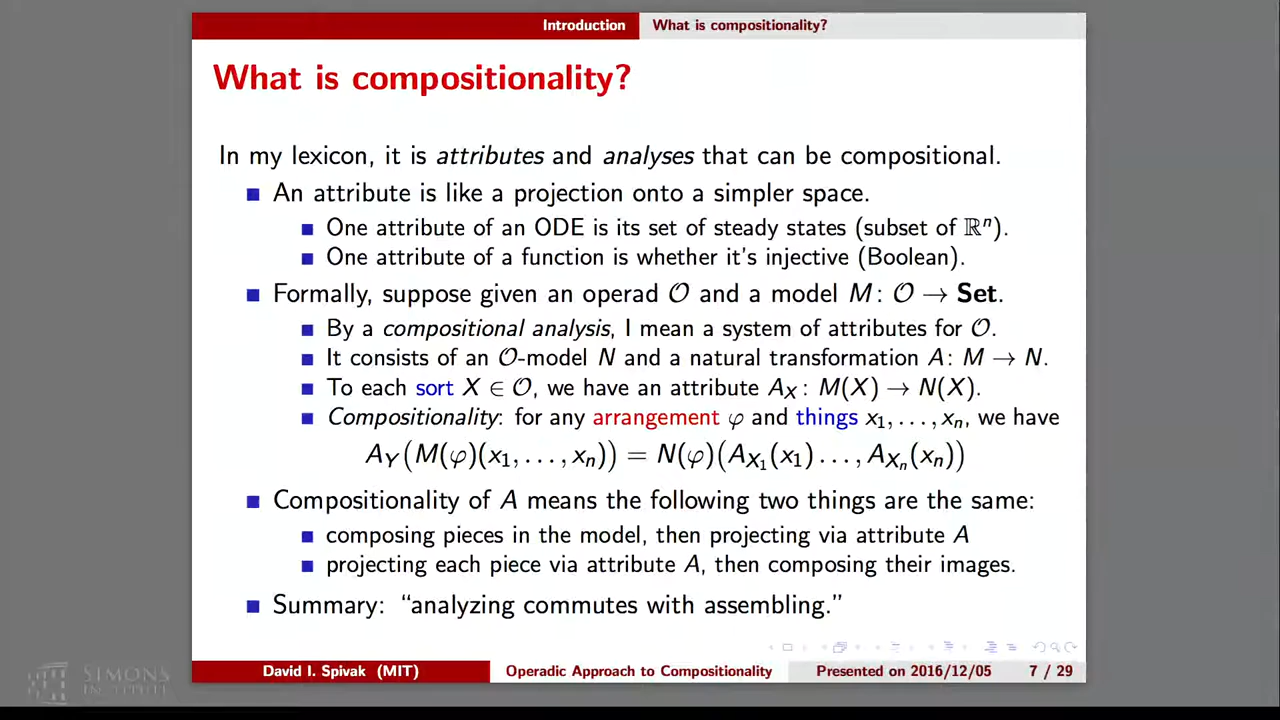 Introduction What is compositionality?
What is compositionality?
In my lexicon, it is attributes and analyses that can be compositional.
An attribute is like a projection onto a simpler space.
One attribute of an ODE is its set of steady states (subset of ℝⁿ).
One attribute of a function is whether it's injective (Boolean).
Formally, suppose given an operad 𝒪 and a model M: 𝒪 → Set.
By a compositional analysis, I mean a system of attributes for 𝒪.
It consists of an 𝒪-model N and a natural transformation A: M → N.
To each sort X ∈ 𝒪, we have an attribute A_X: M(X) → N(X).
Compositionality: for any arrangement φ and things x₁, . . . , xₙ, we have
A_Y(M(φ)(x₁, . . . , xₙ)) = N(φ)(A_X₁(x₁) . . . , A_Xₙ(xₙ))
Compositionality of A means the following two things are the same:
composing pieces in the model, then projecting via attribute A
projecting each piece via attribute A, then composing their images.
Summary: “analyzing commutes with assembling.”
David I. Spivak (MIT) Operadic Approach to Compositionality Presented on 2016/12/05 7 / 29
SIMONS
INSTITUTE